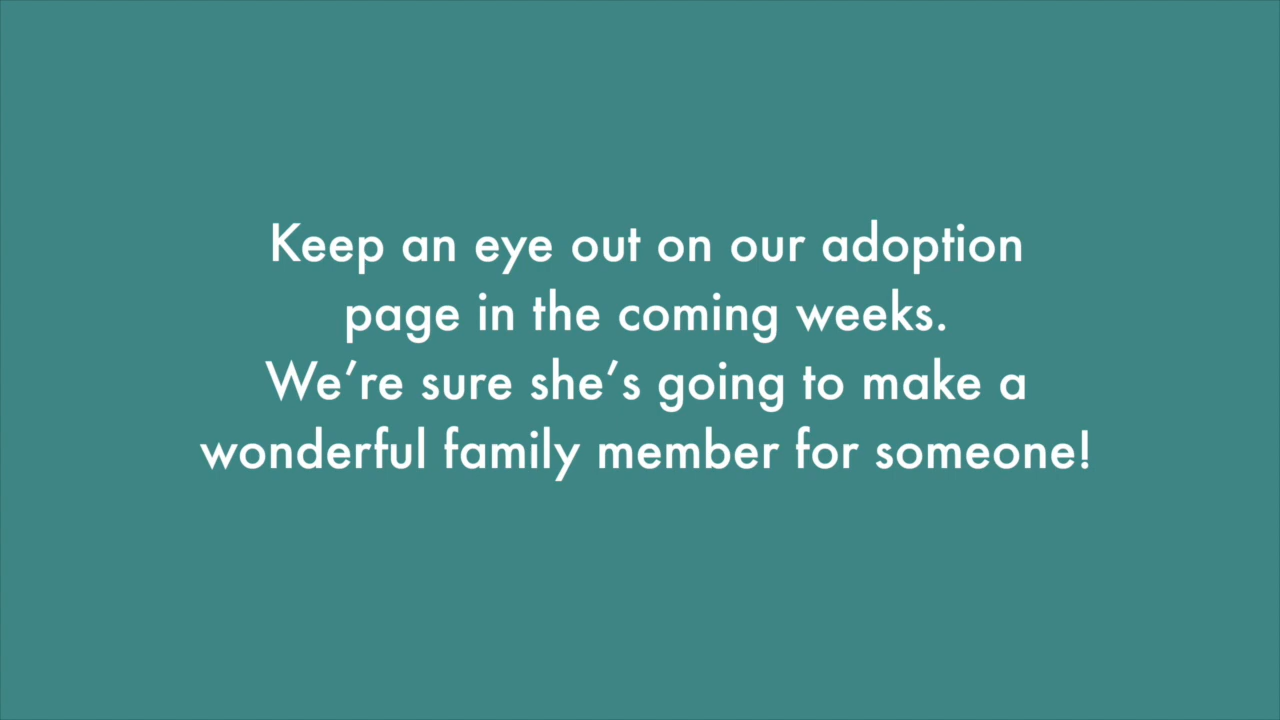 Keep an eye out on our adoption
page in the coming weeks.
We’re sure she’s going to make a
wonderful family member for someone!